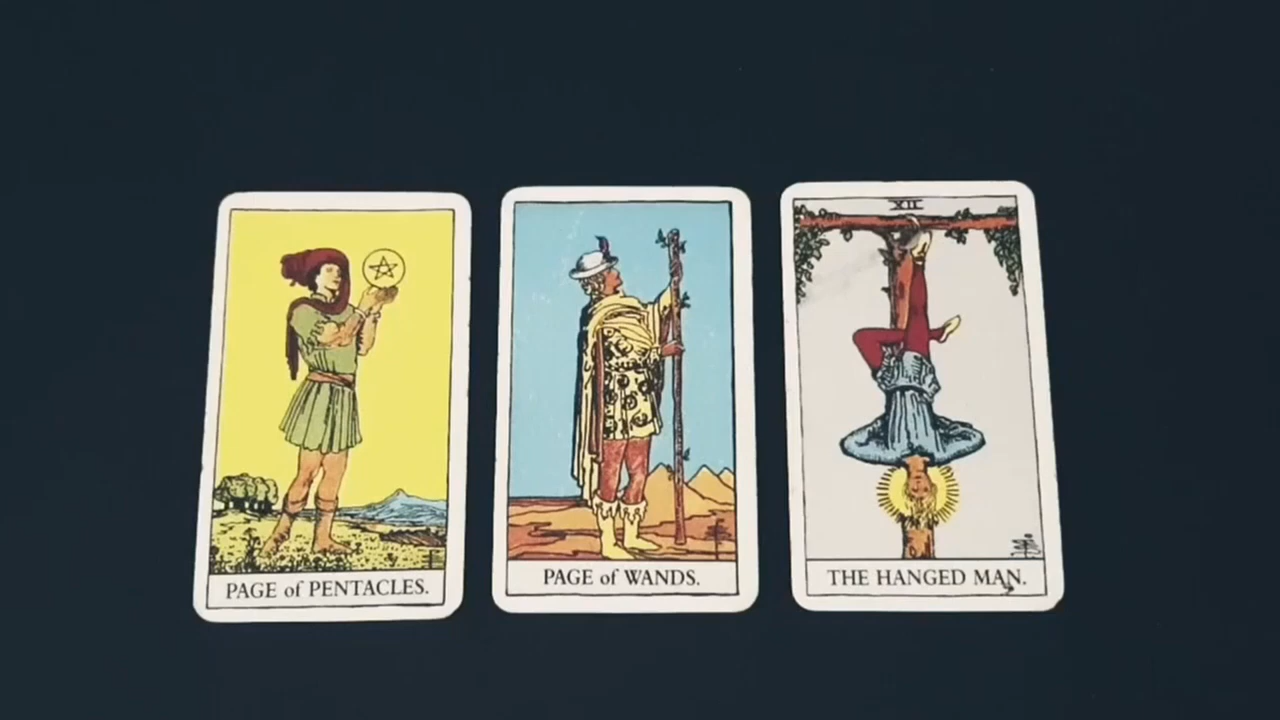 PAGE of PENTACLES.
PAGE of WANDS.
XII
THE HANGED MAN.